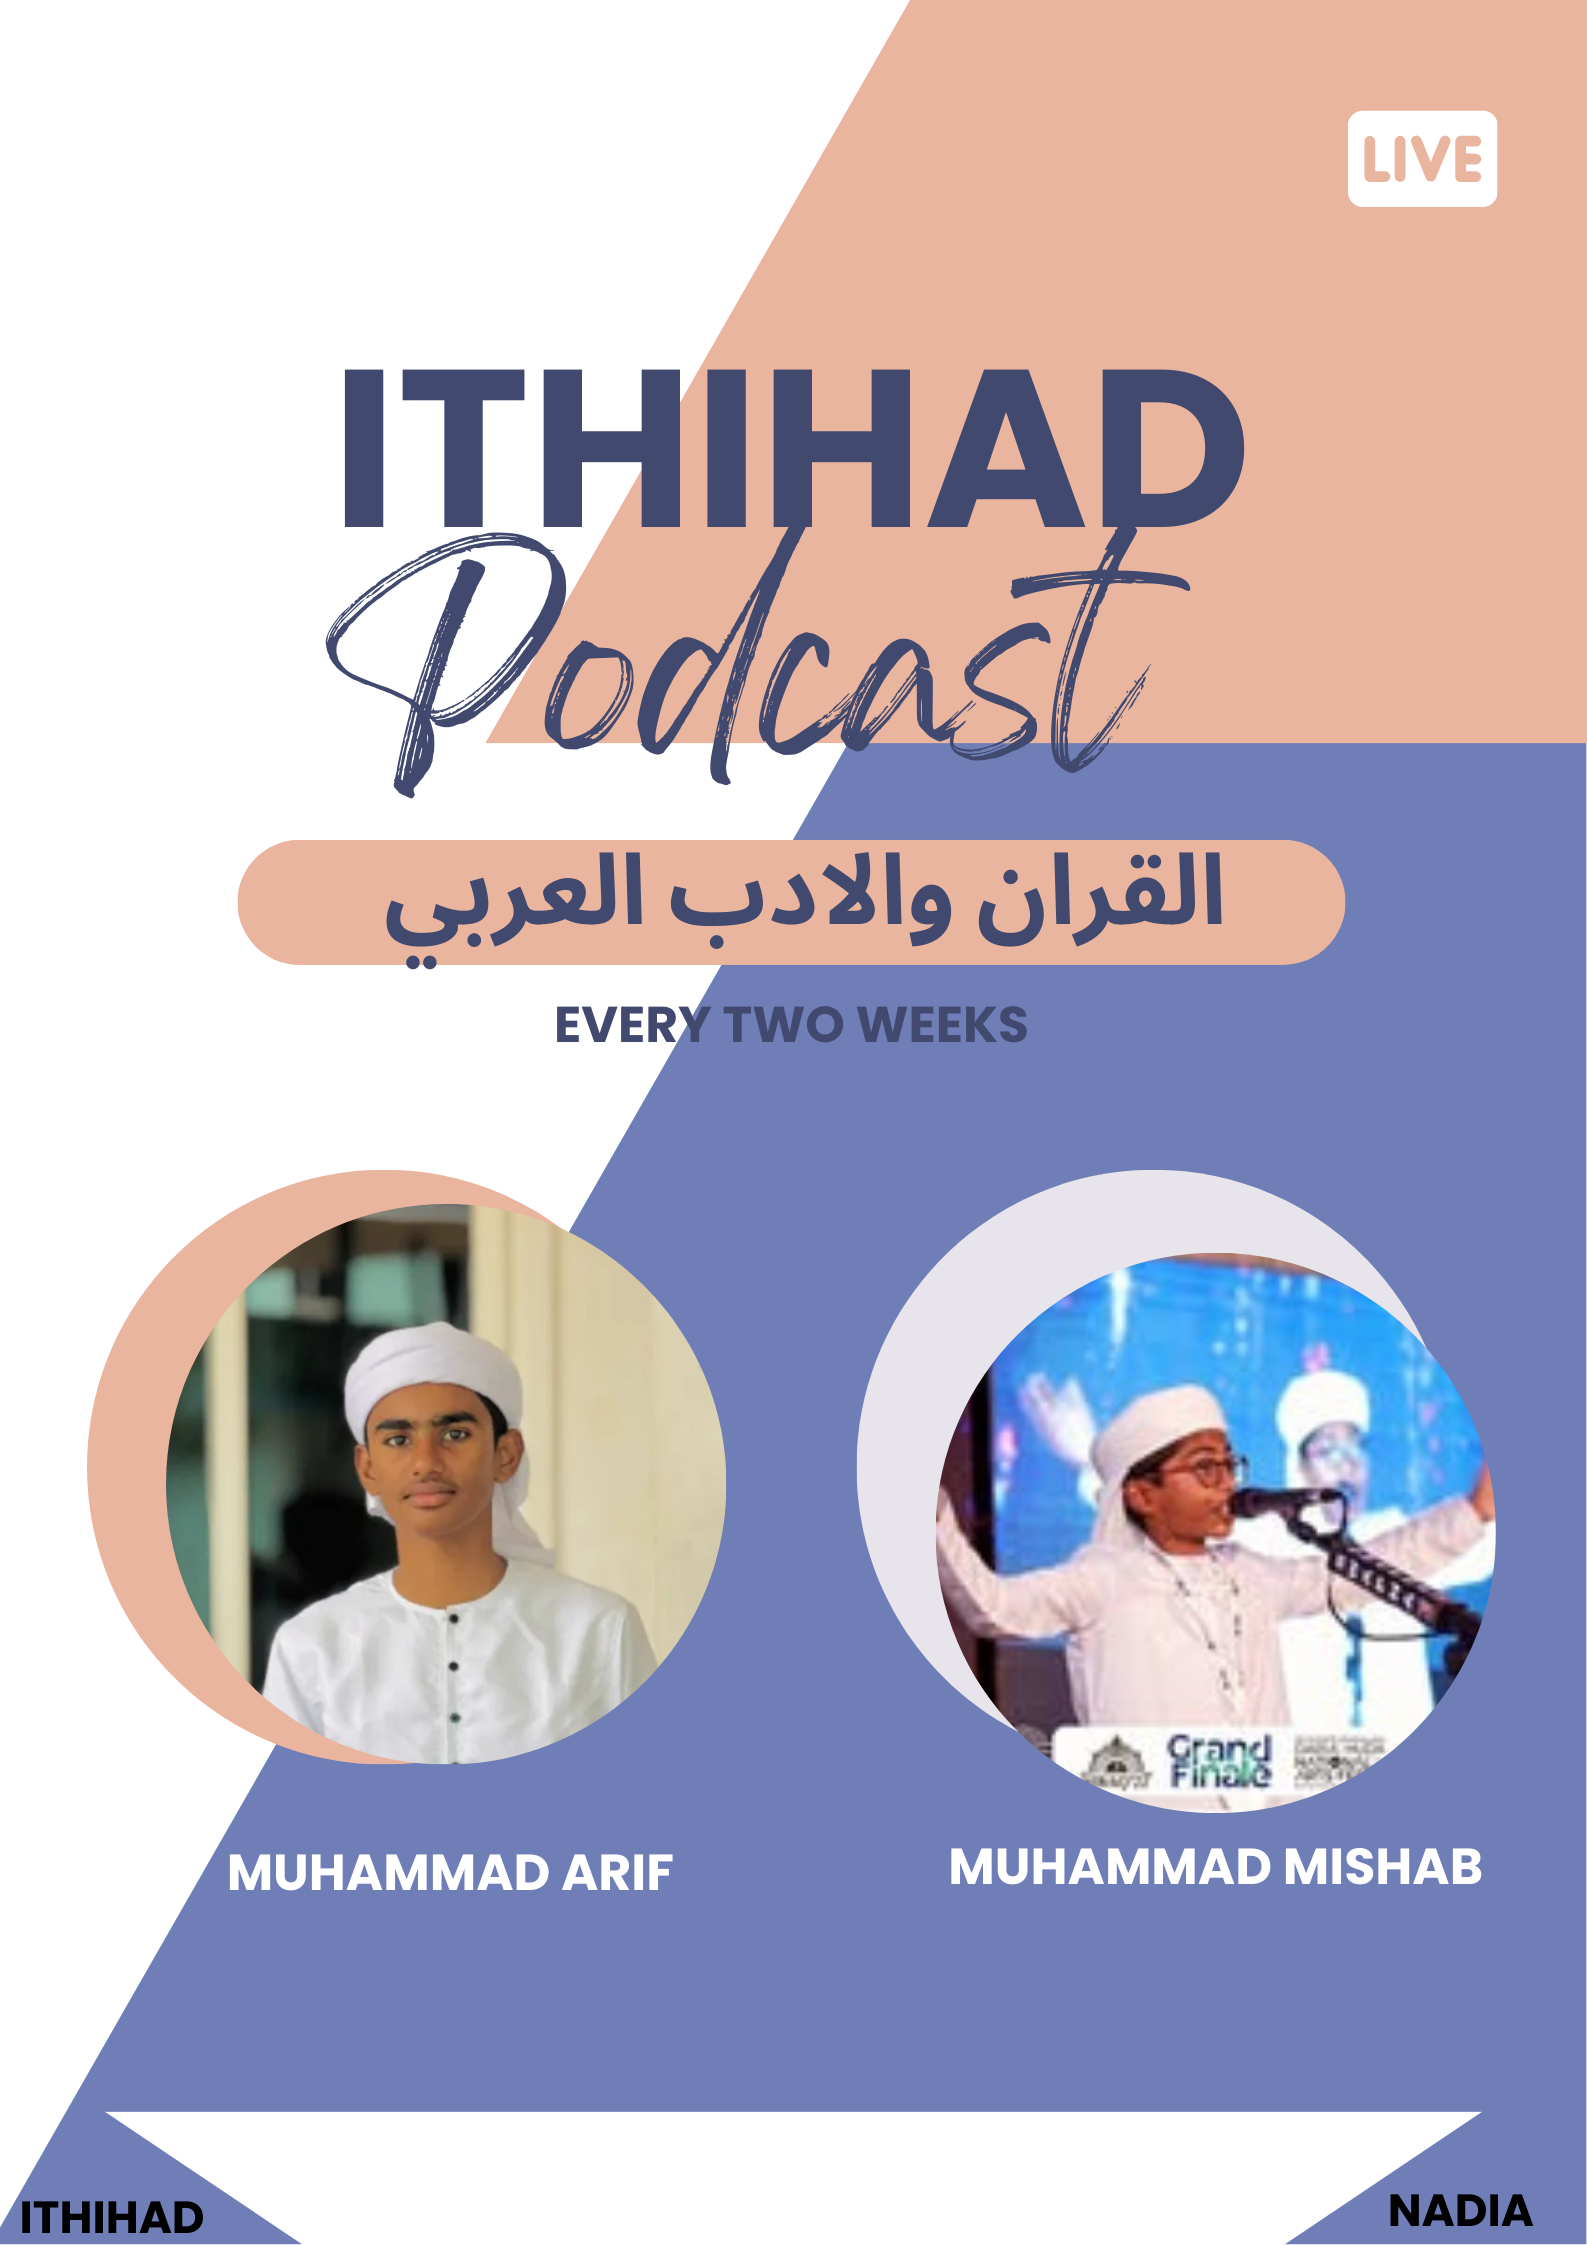 LIVE
ITHIHAD
Podcast
القران والادب العربي
EVERY TWO WEEKS
Grand
Finale
MUHAMMAD ARIF
MUHAMMAD MISHAB
ITHIHAD
NADIA